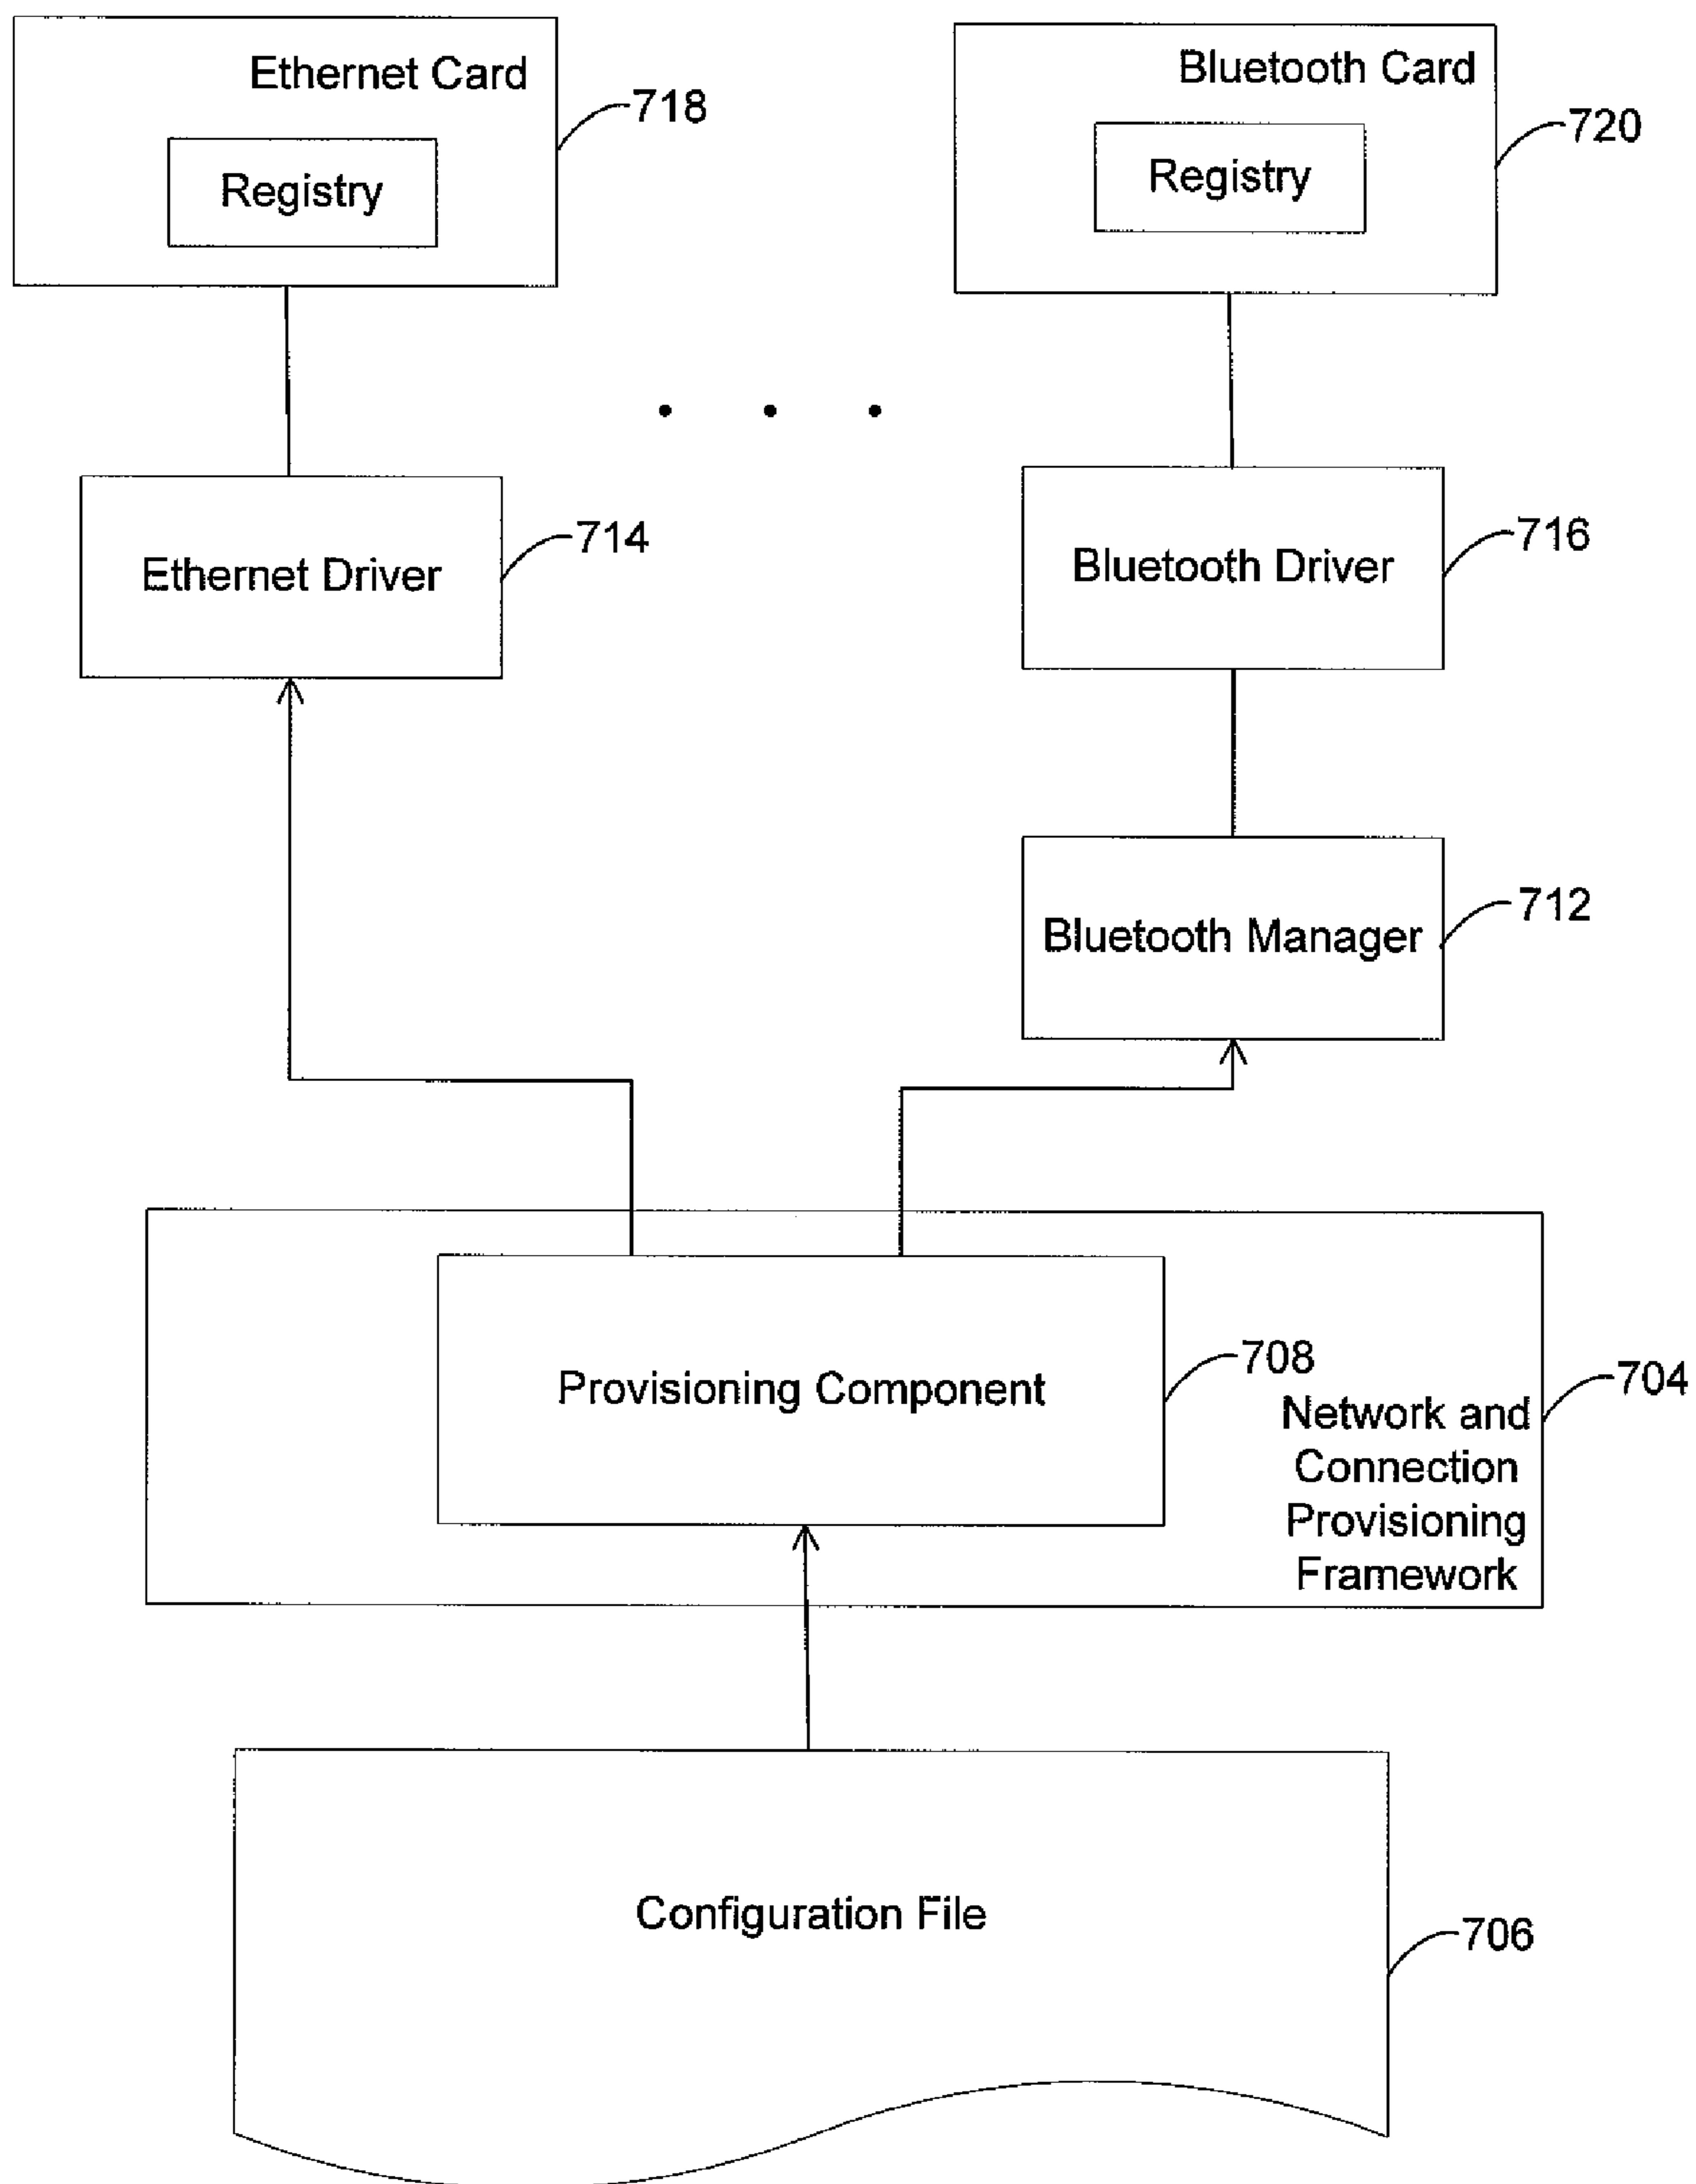 Ethernet Card
718
Registry
Bluetooth Card
720
Registry
Ethernet Driver
714
Bluetooth Driver
716
Bluetooth Manager
712
Provisioning Component
708
704
Network and
Connection
Provisioning
Framework
Configuration File
706